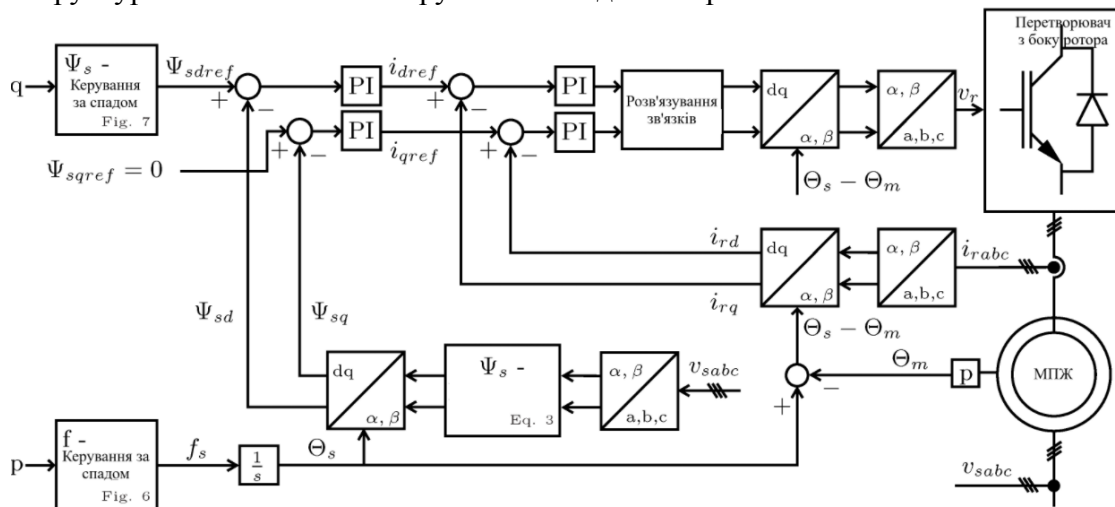 q
Ψs -
Керування
за спадом
Fig. 7
Ψsdref
+
−
PI
idref
+
−
PI
Розв'язування
зв'язків
dq
α, β
α, β
a,b,c
vr
Перетворювач
з боку ротора
Ψsqref = 0
+
−
PI
iqref
+
−
PI
Θs − Θm
ird
irq
dq
α, β
α, β
a,b,c
irabc
Θs − Θm
Ψsd
Ψsq
dq
α, β
Ψs -
Eq. 3
α, β
a,b,c
vsabc
+
−
Θm
p
МПЖ
p
f -
Керування за
спадом
Fig. 6
fs
1
s
Θs
vsabc